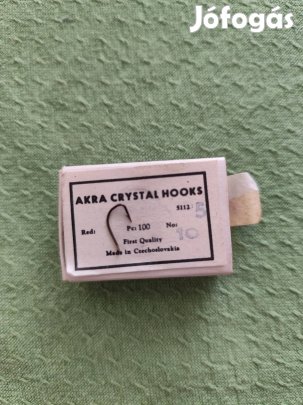 Jófogás
AKRA CRYSTAL HOOKS
5112/5
Red: Pc: 100 No: 10
First Quality
Made in Czechoslovakia